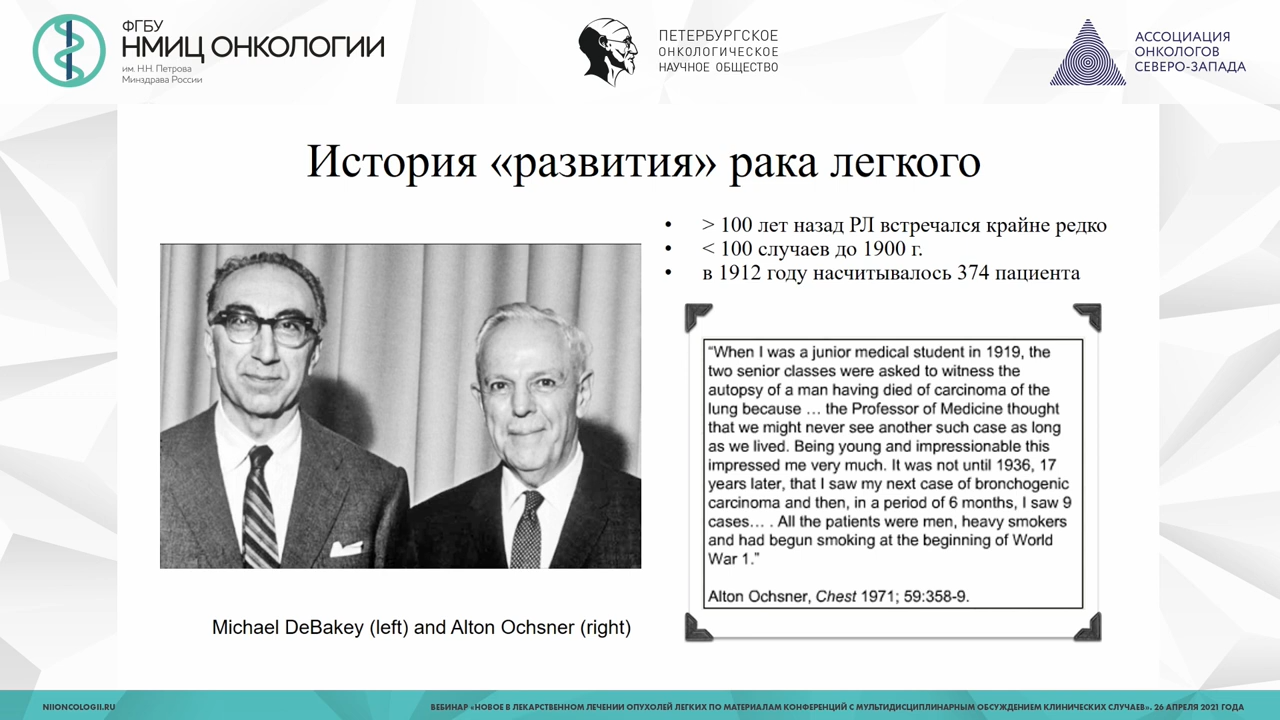 ФГБУ
НМИЦ ОНКОЛОГИИ
им. Н.Н. Петрова
Минздрава России
ПЕТЕРБУРГСКОЕ
ОНКОЛОГИЧЕСКОЕ
НАУЧНОЕ ОБЩЕСТВО
АССОЦИАЦИЯ
ОНКОЛОГОВ
СЕВЕРО-ЗАПАДА
История «развития» рака легкого
• > 100 лет назад РЛ встречался крайне редко
• < 100 случаев до 1900 г.
• в 1912 году насчитывалось 374 пациента
“When I was a junior medical student in 1919, the
two senior classes were asked to witness the
autopsy of a man having died of carcinoma of the
lung because … the Professor of Medicine thought
that we might never see another such case as long
as we lived. Being young and impressionable this
impressed me very much. It was not until 1936, 17
years later, that I saw my next case of bronchogenic
carcinoma and then, in a period of 6 months, I saw 9
cases… . All the patients were men, heavy smokers
and had begun smoking at the beginning of World
War 1.”
Alton Ochsner, Chest 1971; 59:358-9.
Michael DeBakey (left) and Alton Ochsner (right)
NIIONCOLOGII.RU
ВЕБИНАР «НОВОЕ В ЛЕКАРСТВЕННОМ ЛЕЧЕНИИ ОПУХОЛЕЙ ЛЕГКИХ ПО МАТЕРИАЛАМ КОНФЕРЕНЦИЙ С МУЛЬТИДИСЦИПЛИНАРНЫМ ОБСУЖДЕНИЕМ КЛИНИЧЕСКИХ СЛУЧАЕВ». 26 АПРЕЛЯ 2021 ГОДА